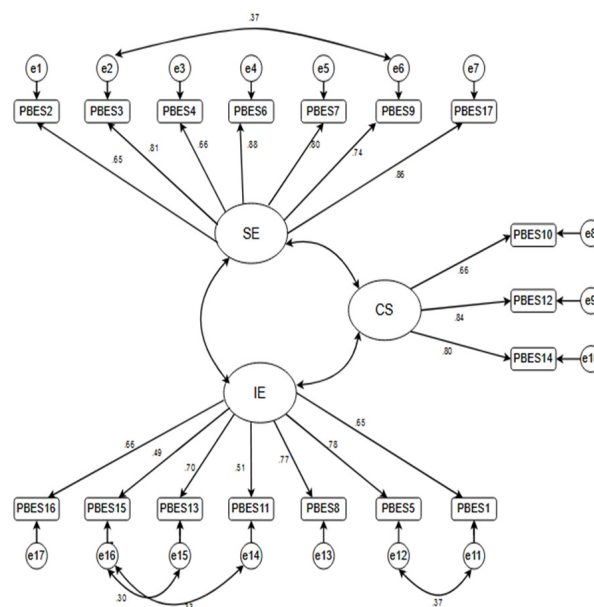 .37
e1 e2 e3 e4 e5 e6 e7
PBES2 PBES3 PBES4 PBES6 PBES7 PBES9 PBES17
.65 .81 .66 .88 .80 .74 .86
SE
PBES10 e8
.66
CS
.84
PBES12 e9
.80
PBES14
IE
.66 .49 .70 .51 .77 .78 .65
PBES16 PBES15 PBES13 PBES11 PBES8 PBES5 PBES1
e17 e16 e15 e14 e13 e12 e11
.30 .37